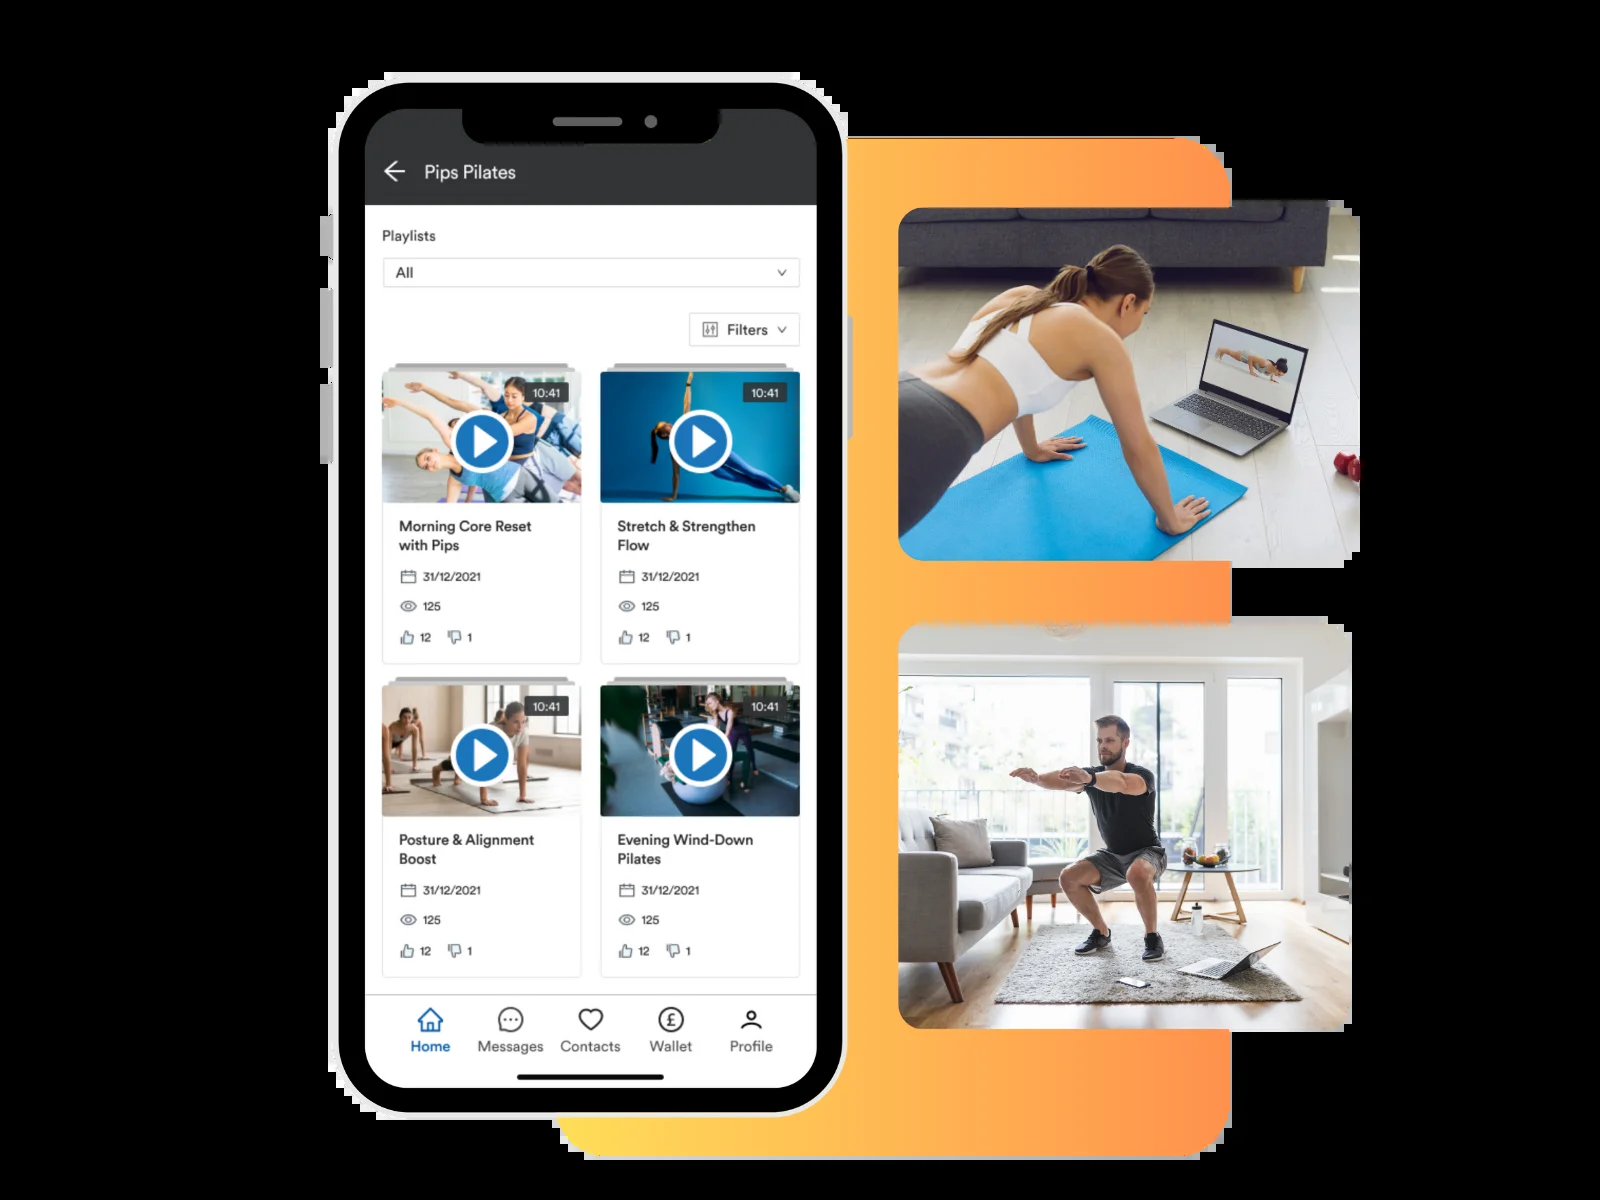 Pips Pilates
Playlists
All
Filters
10:41
10:41
Morning Core Reset
with Pips
31/12/2021
125
12 1
Stretch & Strengthen
Flow
31/12/2021
125
12 1
10:41
10:41
Posture & Alignment
Boost
31/12/2021
125
12 1
Evening Wind-Down
Pilates
31/12/2021
125
12 1
£
Home Messages Contacts Wallet Profile